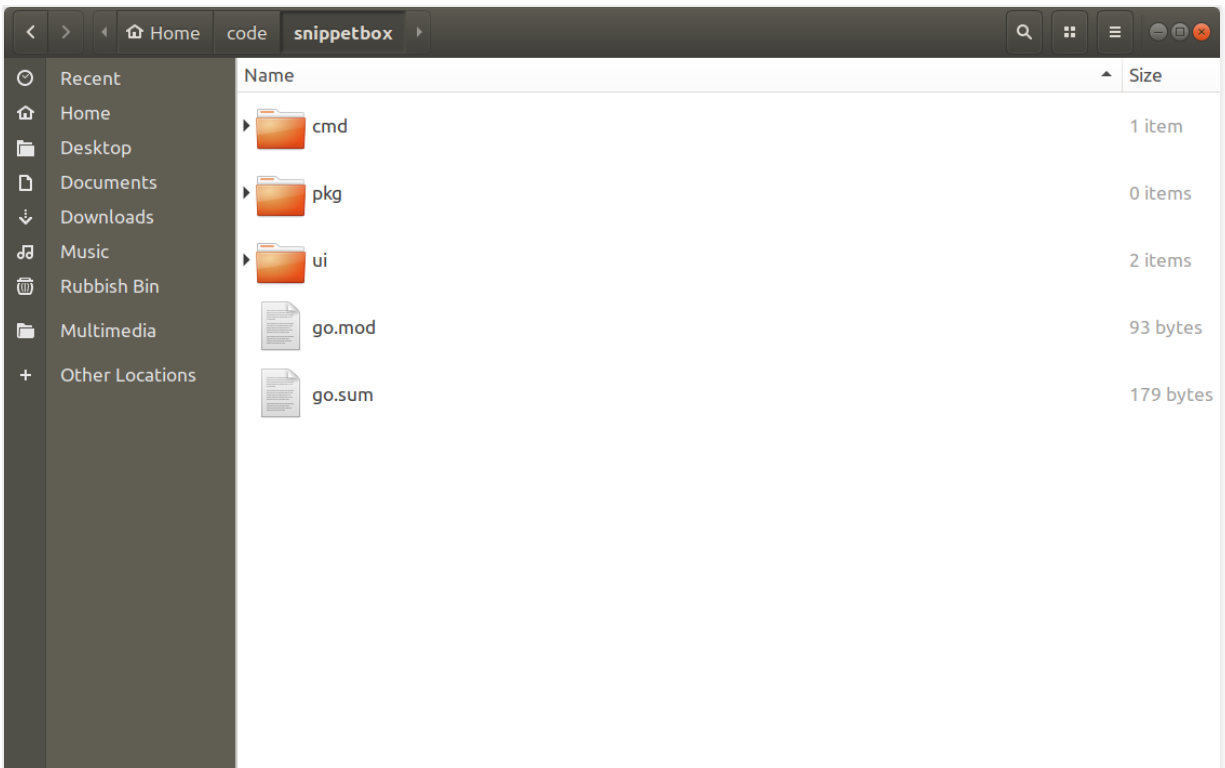 Home code snippetbox
Recent
Home
Desktop
Documents
Downloads
Music
Rubbish Bin
Multimedia
Other Locations
Name Size
cmd 1 item
pkg 0 items
ui 2 items
go.mod 93 bytes
go.sum 179 bytes